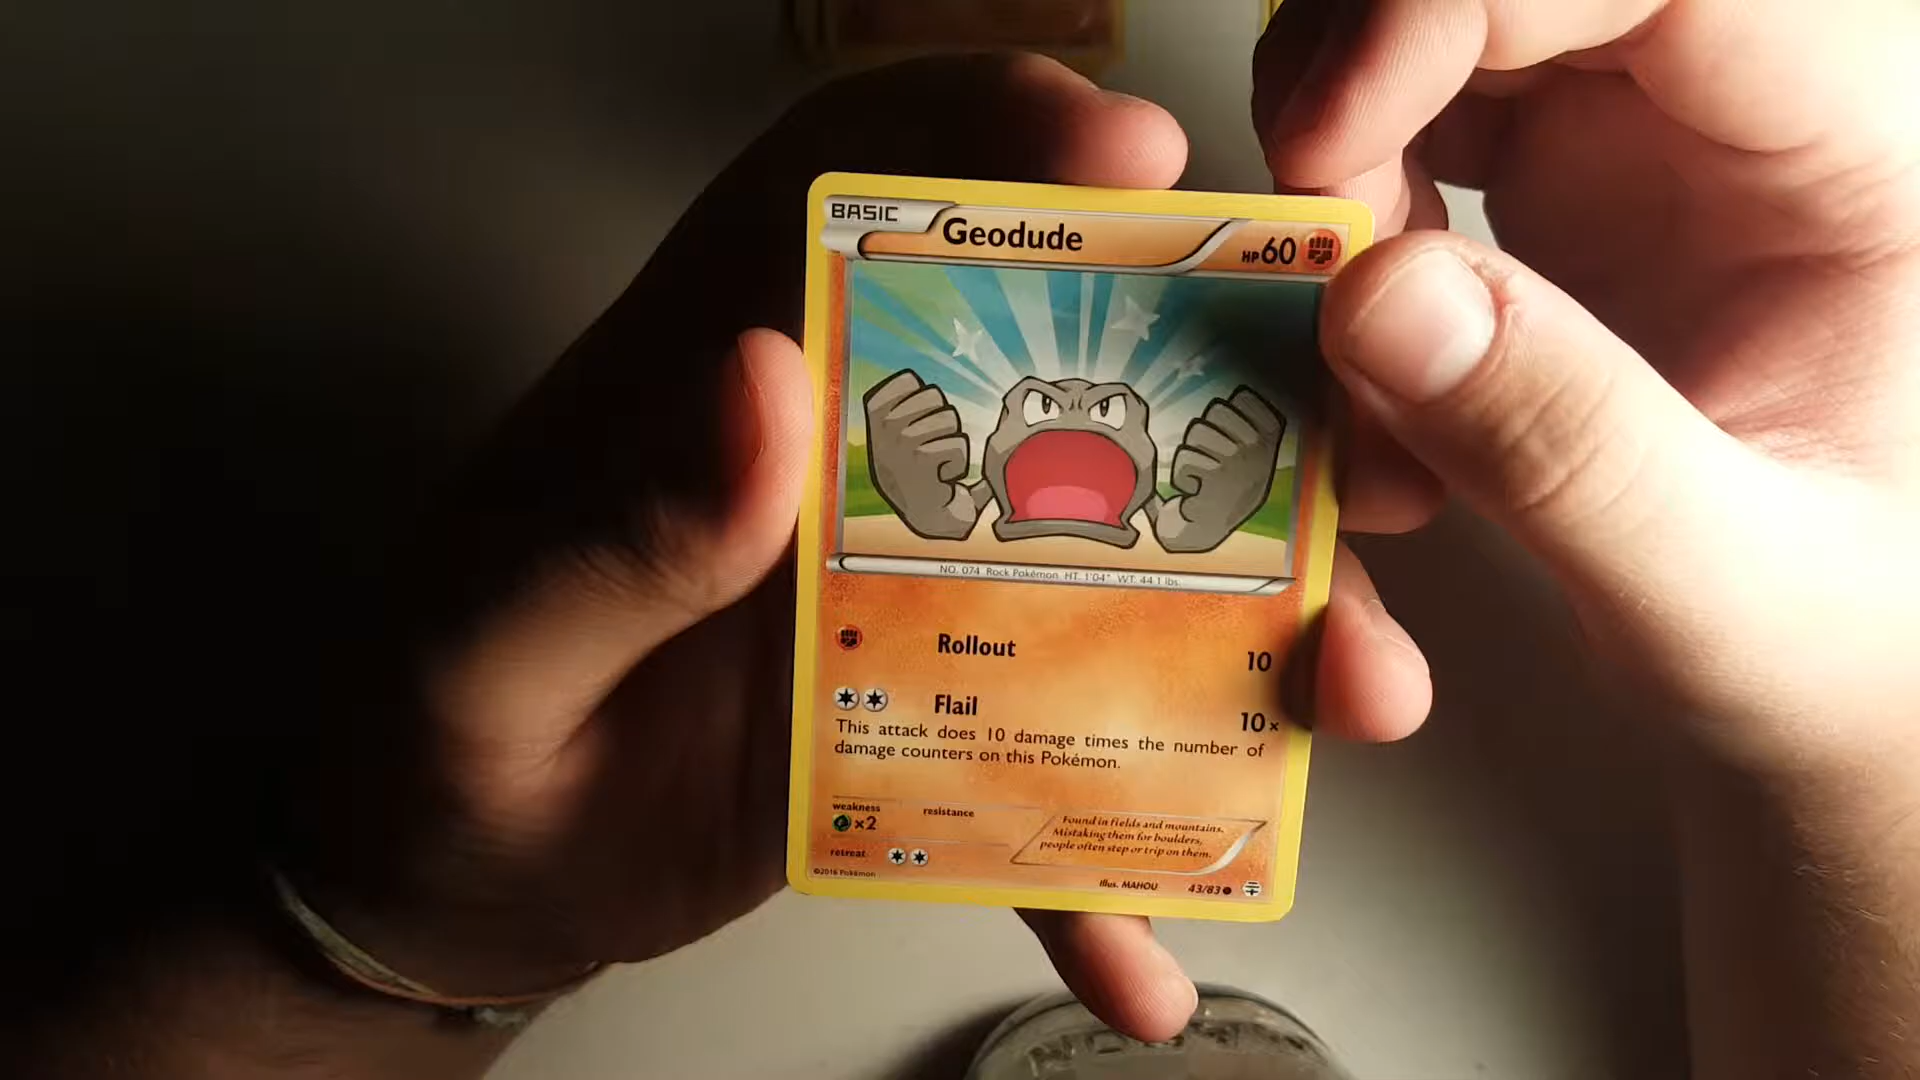 BASIC
Geodude
HP60
NO. 074 Rock Pokémon HT. 1'04" WT. 44.1 lbs.
Rollout
10
Flail
10×
This attack does 10 damage times the number of
damage counters on this Pokémon.
weakness
resistance
×2
Found in fields and mountains.
Mistaking them for boulders,
people often step or trip on them.
retreat
©2016 Pokémon
Illus. MAHOU
43/83